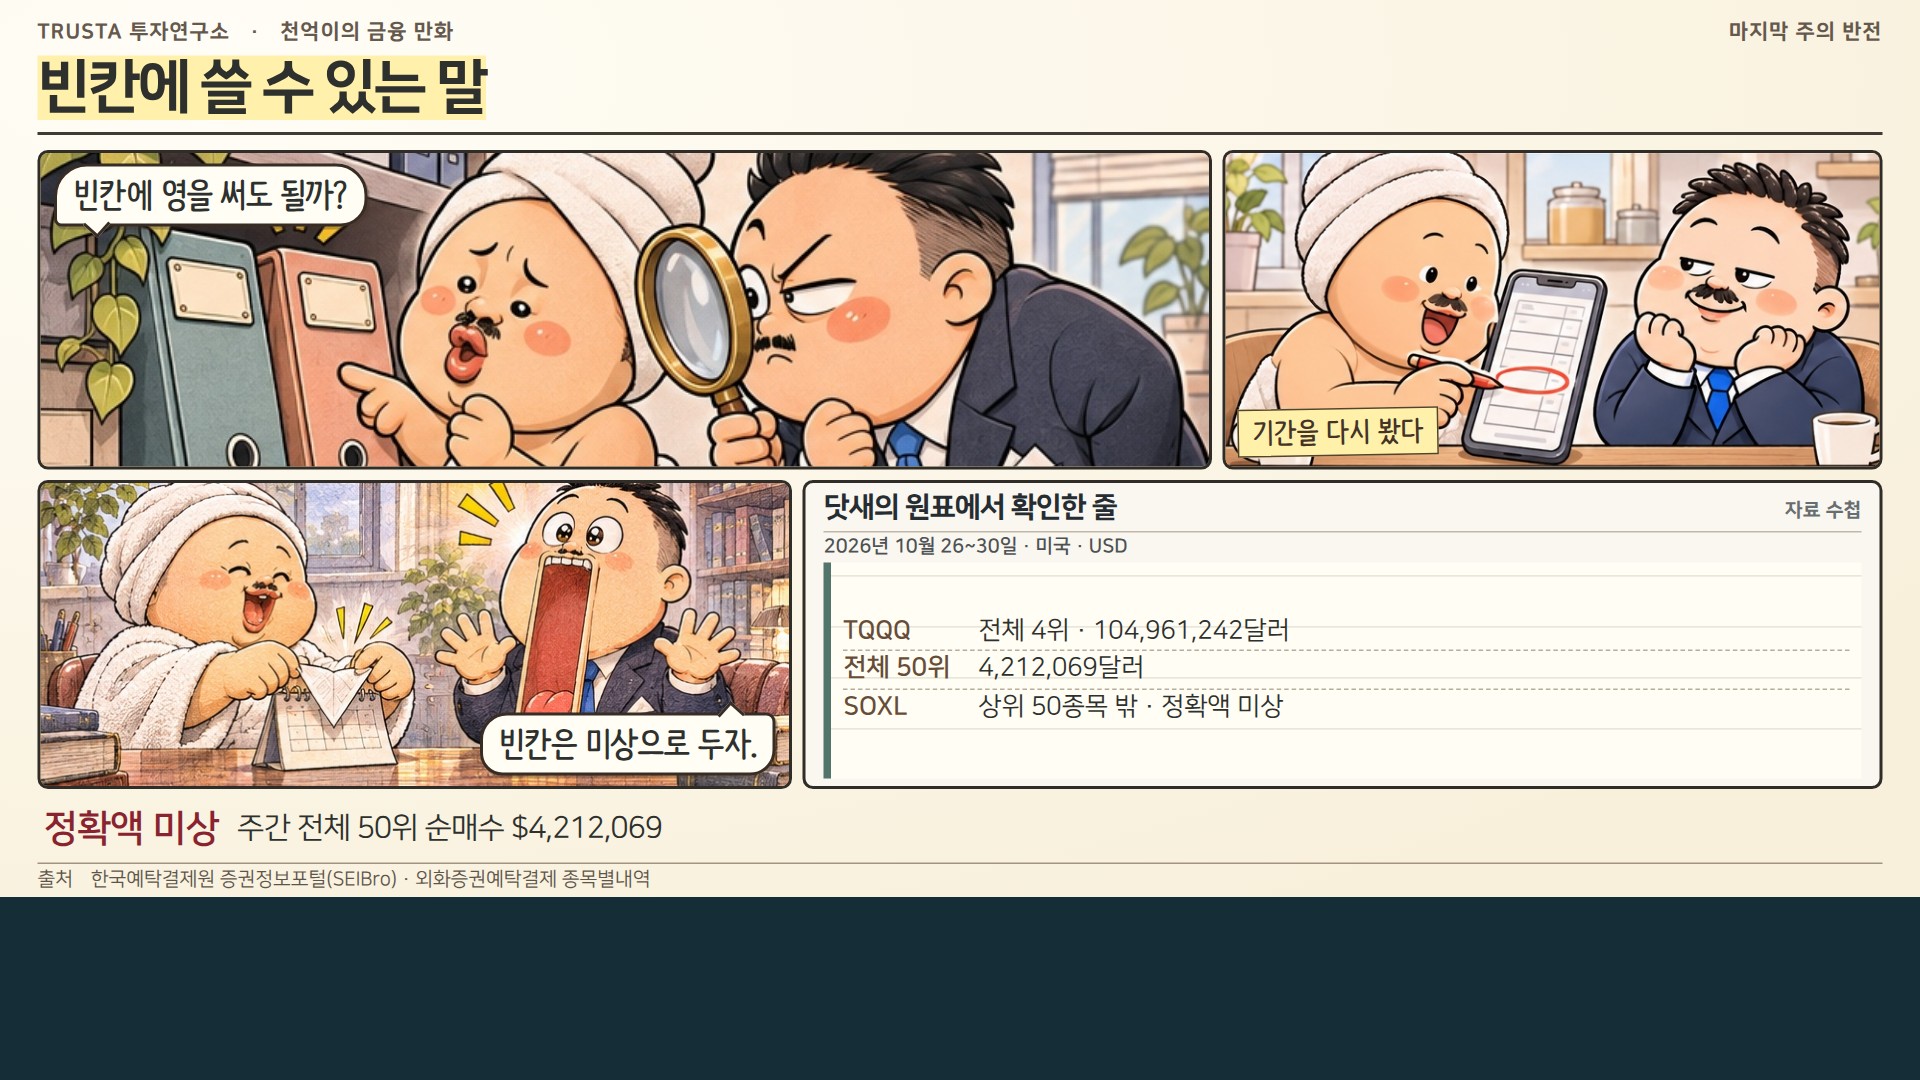 TRUSTA 투자연구소 · 천억이의 금융 만화
마지막 주의 반전
빈칸에 쓸 수 있는 말
빈칸에 영을 써도 될까?
기간을 다시 봤다
빈칸은 미상으로 두자.
닷새의 원표에서 확인한 줄
자료 수첩
2026년 10월 26~30일 · 미국 · USD
TQQQ 전체 4위 · 104,961,242달러
전체 50위 4,212,069달러
SOXL 상위 50종목 밖 · 정확액 미상
정확액 미상 주간 전체 50위 순매수 $4,212,069
출처 한국예탁결제원 증권정보포털(SEIBro) · 외화증권예탁결제 종목별내역